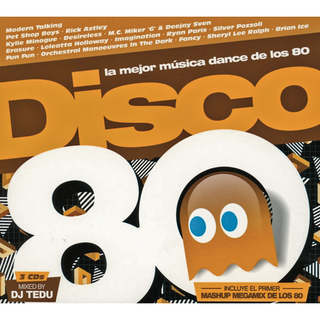 Modern Talking
Pet Shop Boys · Rick Astley
Kylie Minogue · Desireless · M.C. Miker 'G' & Deejay Sven
Erasure · Loleatta Holloway · Imagination · Ryan Paris · Silver Pozzoli
Fun Fun · Orchestral Manoeuvres In The Dark · Fancy · Sheryl Lee Ralph · Brian Ice
la mejor música dance de los 80
Disco
80
3 CDs
MIXED BY
DJ TEDU
INCLUYE EL PRIMER
MASHUP MEGAMIX DE LOS 80